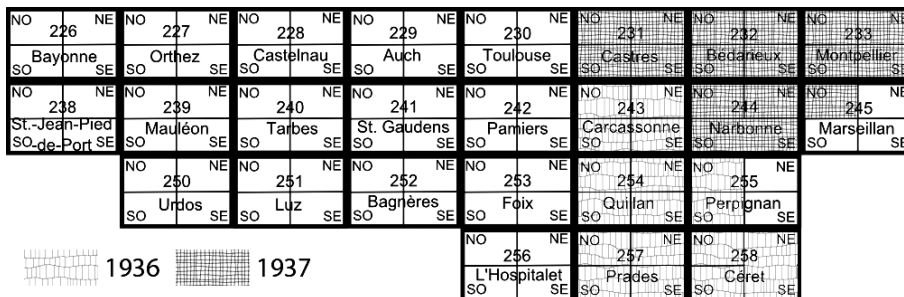 NO NE NO NE NO NE NO NE NO NE NO NE NO NE NO NE
226 227 228 229 230 231 232 233
Bayonne Orthez Castelnau Auch Toulouse Castres Bédarieux Montpellier
SO SE SO SE SO SE SO SE SO SE SO SE SO SE SO SE
NO NE NO NE NO NE NO NE NO NE NO NE NO NE NO NE
238 239 240 241 242 243 244 245
St.-Jean-Pied Mauléon Tarbes St. Gaudens Pamiers Carcassonne Narbonne Marseillan
SO -de-Port SE SO SE SO SE SO SE SO SE SO SE SO SE SO SE
NO NE NO NE NO NE NO NE NO NE NO NE
250 251 252 253 254 255
Urdos Luz Bagnères Foix Quillan Perpignan
SO SE SO SE SO SE SO SE SO SE SO SE
NO NE NO NE NO NE
1936 1937 256 257 258
L'Hospitalet Prades Céret
SO SE SO SE SO SE